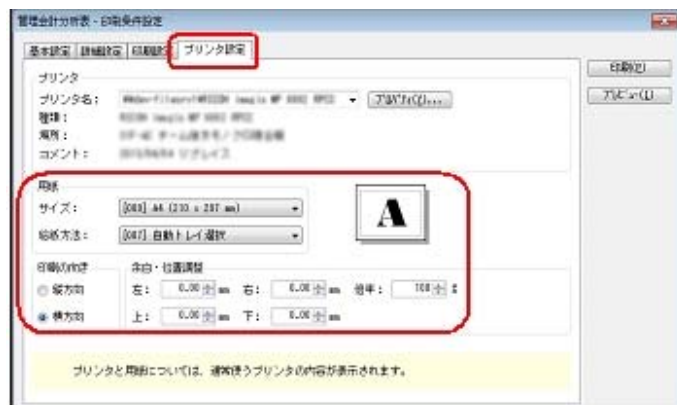 管理会計分析表 - 印刷条件設定
基本設定 詳細設定 印刷設定 プリンタ設定
印刷(P)
プレビュー(L)
プリンタ
プリンタ名： プロパティ(Q)...
種類：
場所：
コメント：
用紙
サイズ： [009] A4 (210 x 297 mm)
給紙方法： [007] 自動トレイ選択
A
印刷の向き 余白・位置調整
縦方向 左： 0.00 mm 右： 0.00 mm 倍率： 100 %
横方向 上： 0.00 mm 下： 0.00 mm
プリンタと用紙については、通常使うプリンタの内容が表示されます。